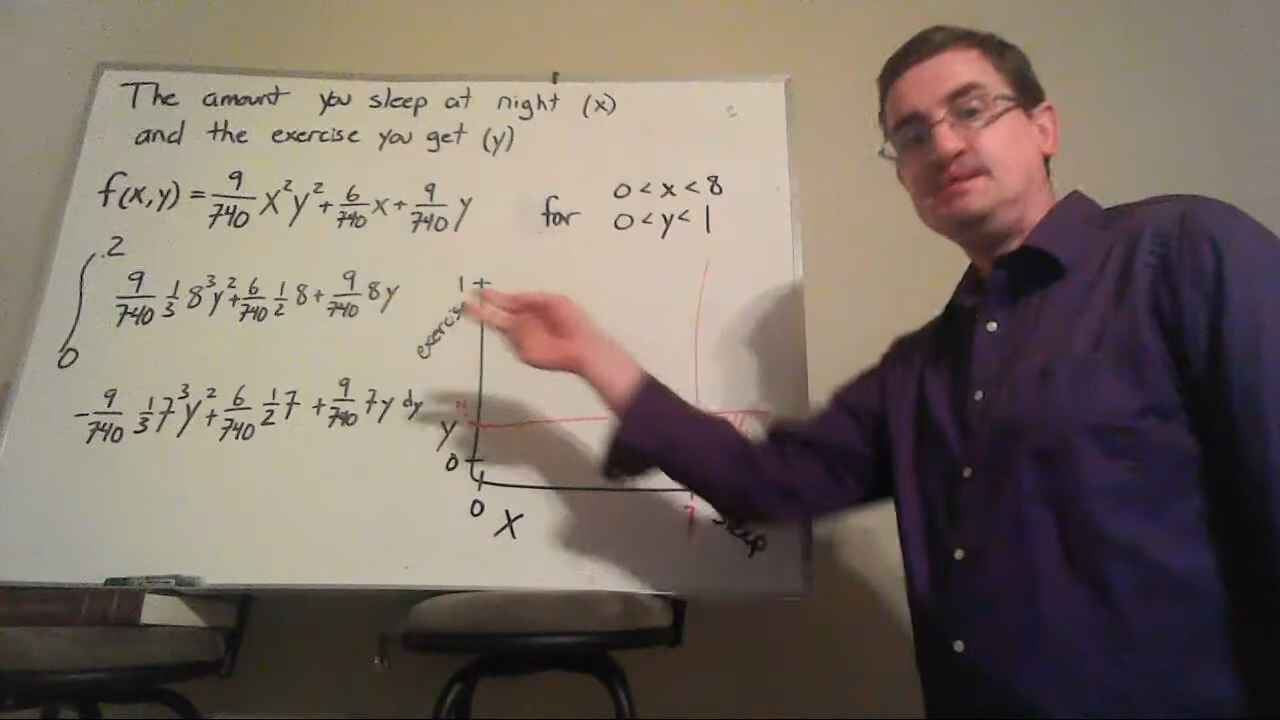 The amount you sleep at night (x)
and the exercise you get (y)
f(x,y) = 9/740 x²y² + 6/740 x + 9/740 y for 0<x<8
0<y<1
∫ .2
9/740 1/3 8³y² + 6/740 1/2 8 + 9/740 8y
0
- 9/740 1/3 7³y² + 6/740 1/2 7 + 9/740 7y dy
1
exercise
y
0
0
x
7